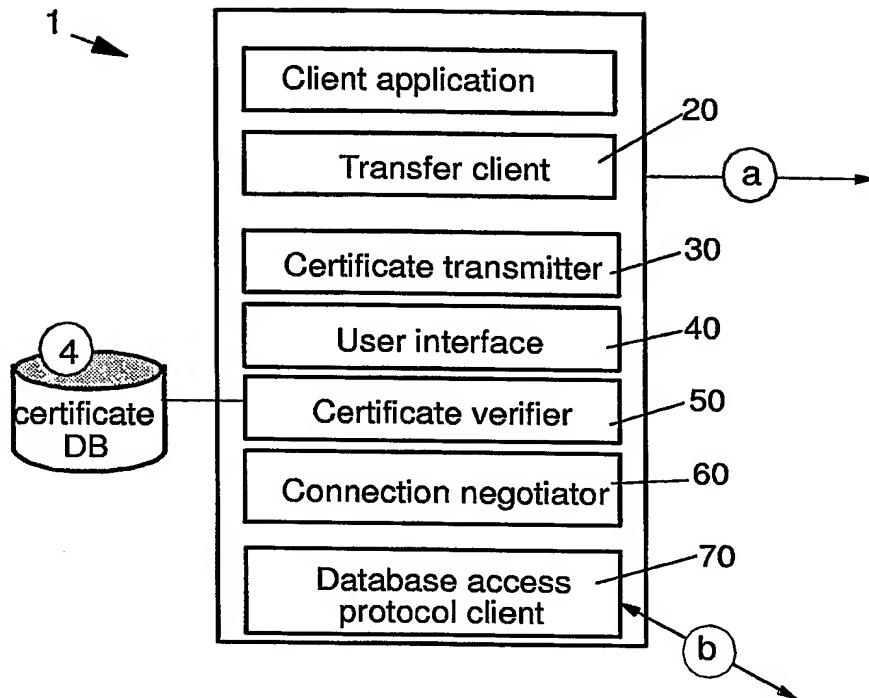 1
Client application
20
Transfer client
a
Certificate transmitter
30
User interface
40
4
certificate
DB
Certificate verifier
50
Connection negotiator
60
70
Database access
protocol client
b